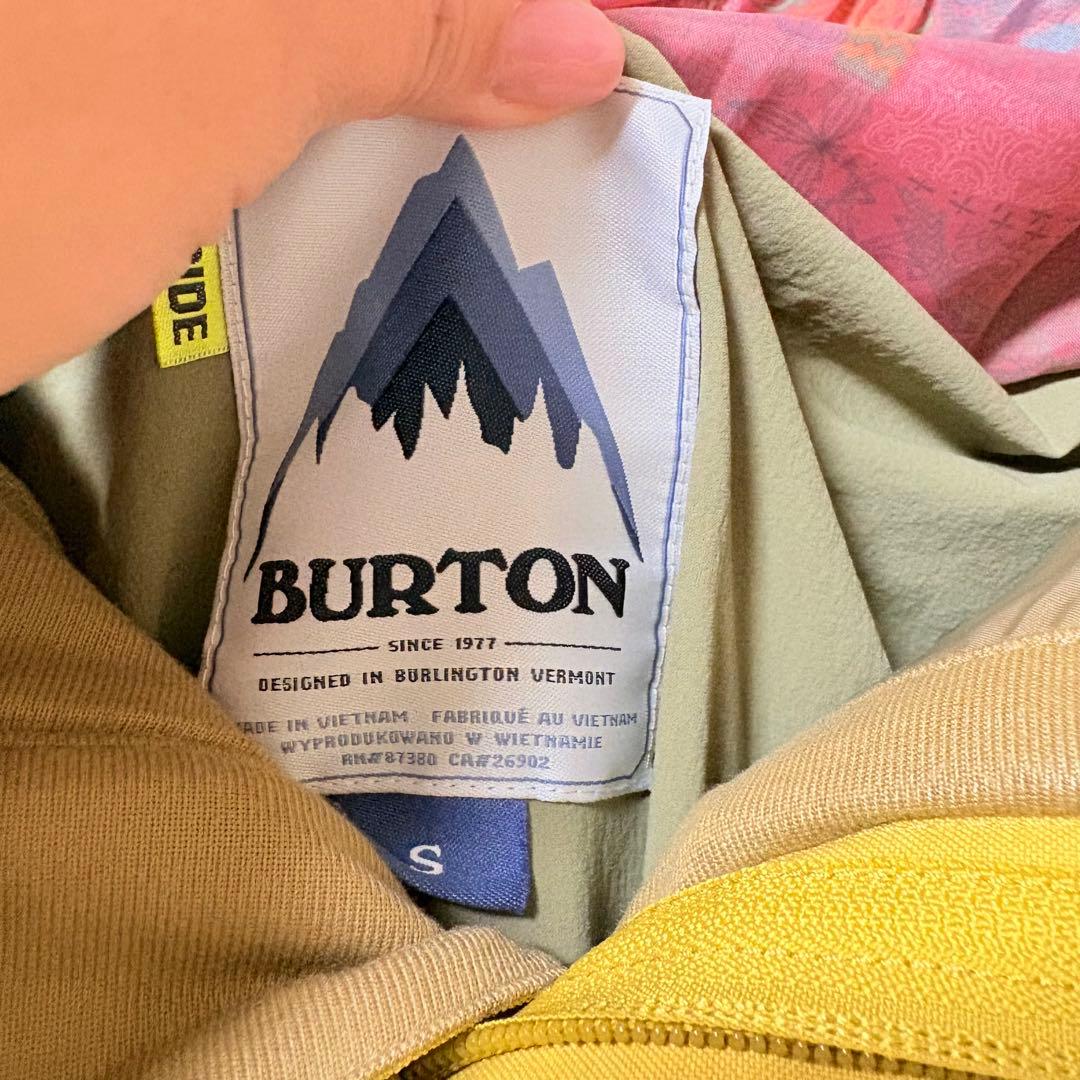 BURTON
SINCE 1977
DESIGNED IN BURLINGTON VERMONT
ADE IN VIETNAM FABRIQUÉ AU VIETNAM
WYPRODUKOWANO W WIETNAMIE
RN#87380 CA#26902
S
IDE